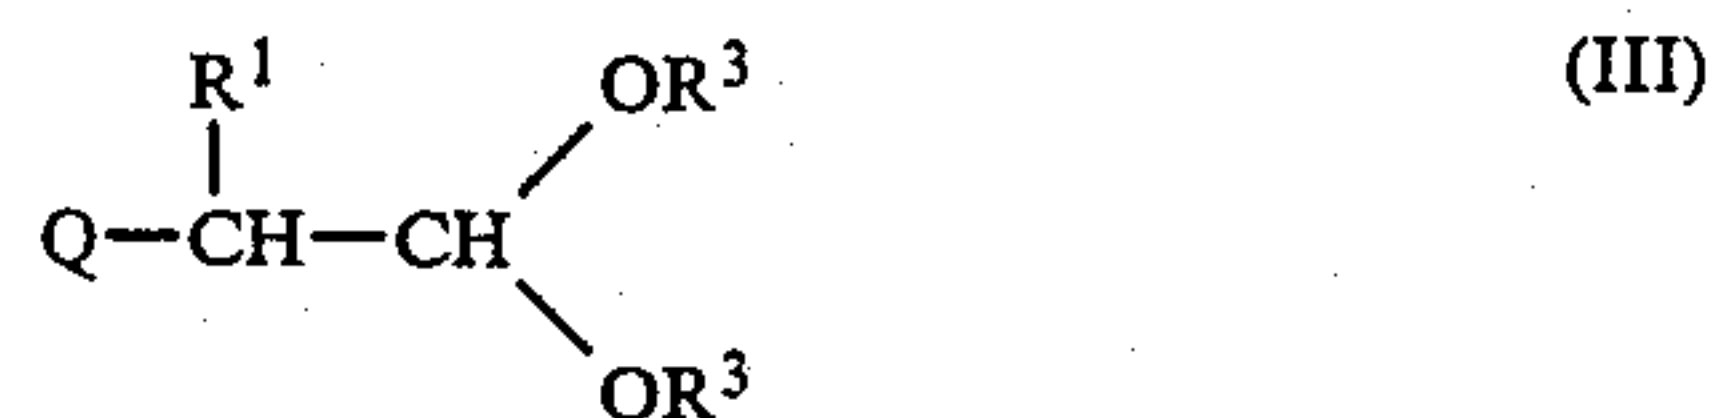 R¹ OR³ (III)
Q—CH—CH
OR³